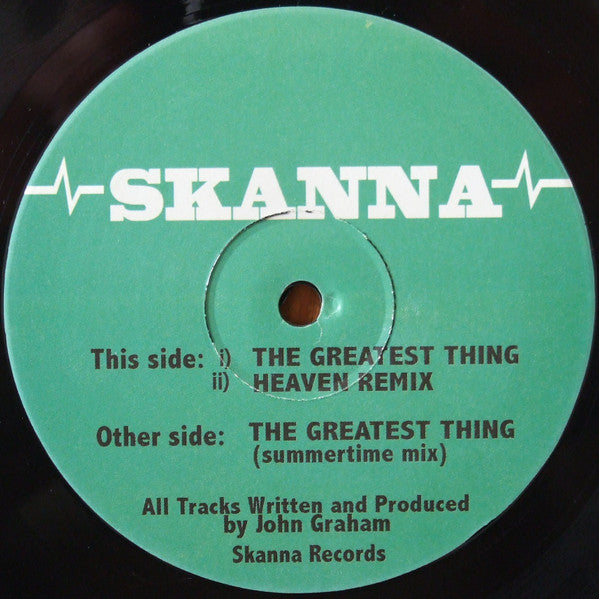 SKANNA
This side: i) THE GREATEST THING
ii) HEAVEN REMIX
Other side: THE GREATEST THING
(summertime mix)
All Tracks Written and Produced
by John Graham
Skanna Records